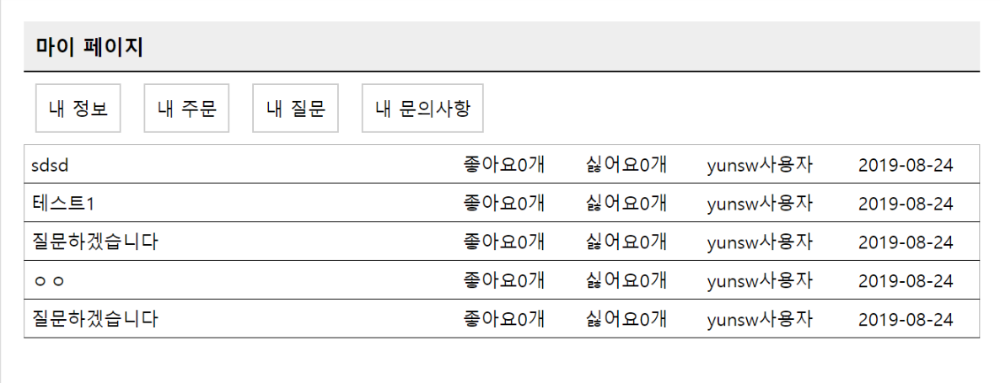 마이 페이지
내 정보 내 주문 내 질문 내 문의사항
sdsd 좋아요0개 싫어요0개 yunsw사용자 2019-08-24
테스트1 좋아요0개 싫어요0개 yunsw사용자 2019-08-24
질문하겠습니다 좋아요0개 싫어요0개 yunsw사용자 2019-08-24
ㅇㅇ 좋아요0개 싫어요0개 yunsw사용자 2019-08-24
질문하겠습니다 좋아요0개 싫어요0개 yunsw사용자 2019-08-24